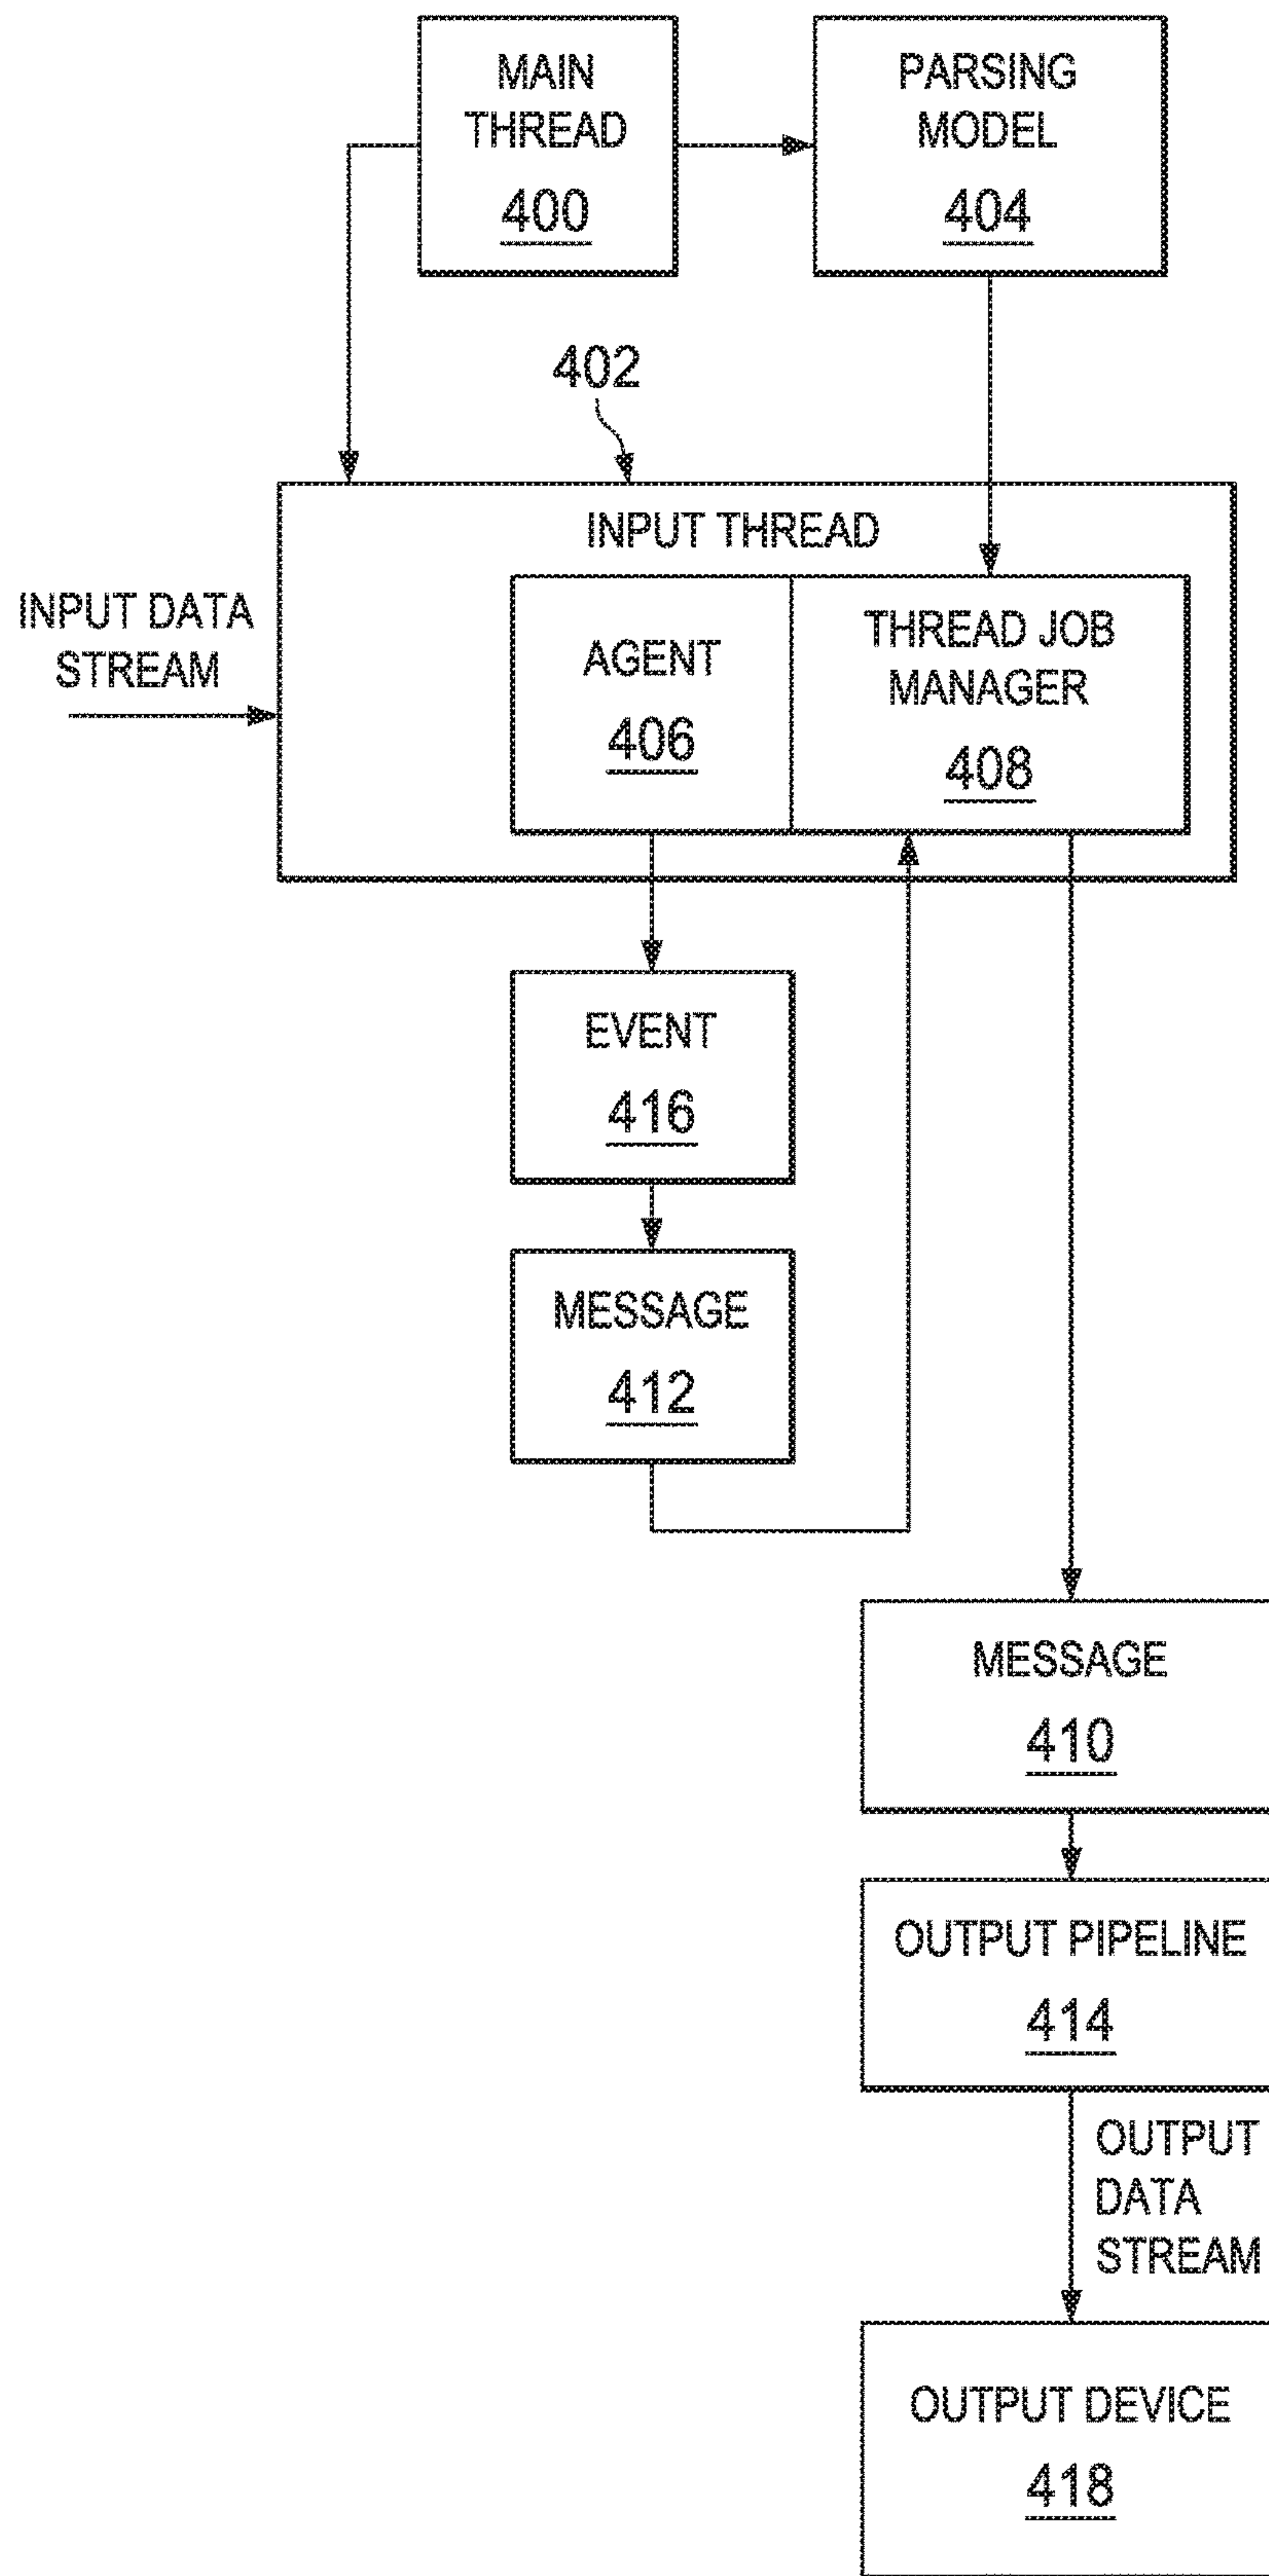 MAIN
THREAD
400
PARSING
MODEL
404
402
INPUT THREAD
INPUT DATA
STREAM
AGENT
406
THREAD JOB
MANAGER
408
EVENT
416
MESSAGE
412
MESSAGE
410
OUTPUT PIPELINE
414
OUTPUT
DATA
STREAM
OUTPUT DEVICE
418